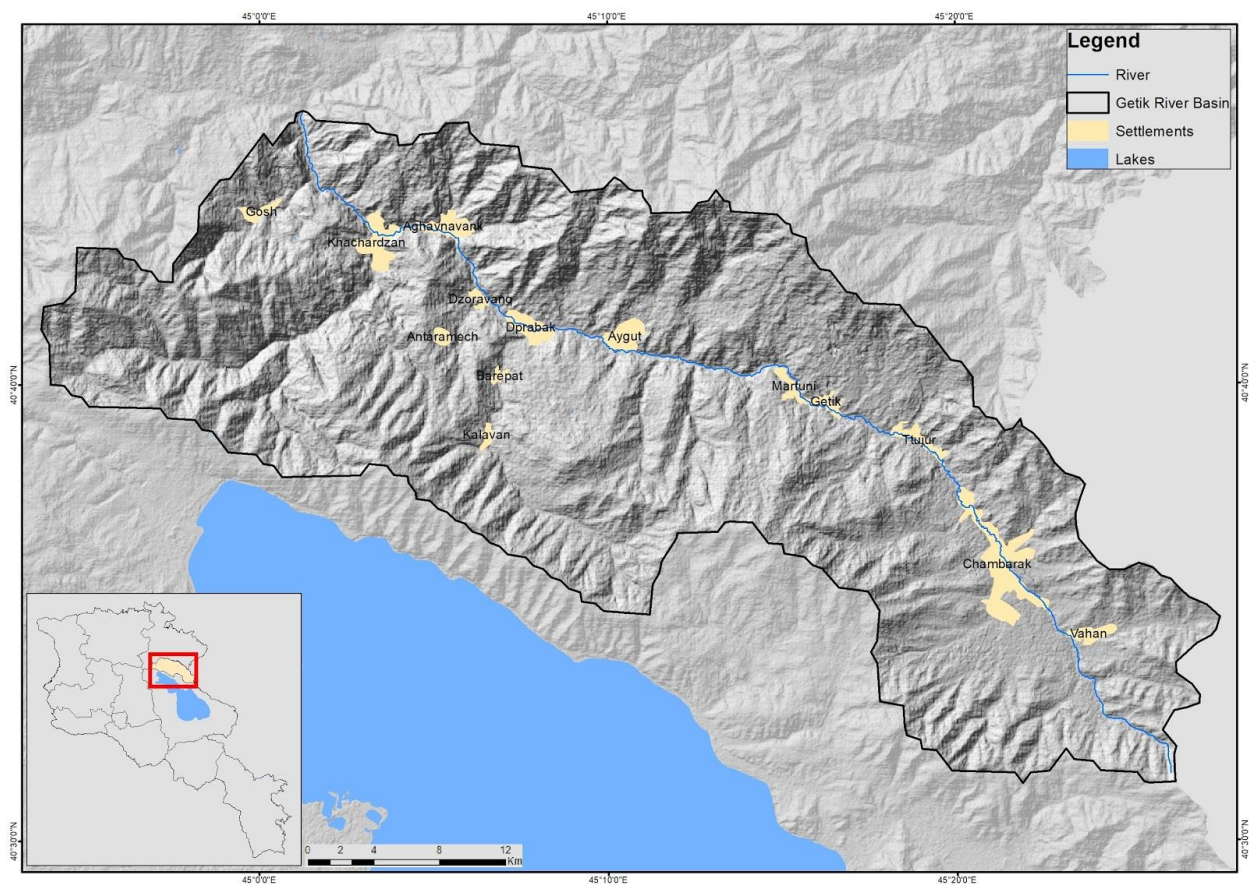 45°0'0"E
45°10'0"E
45°20'0"E
Legend
River
Getik River Basin
Settlements
Lakes
Gosh
Aghavnavank
Khachardzan
Dzoravang
Dprabak
Antaramech
Aygut
Barepat
40°40'0"N
40°40'0"N
Martuni
Getik
Kalavan
Ttujur
Chambarak
Vahan
40°30'0"N
40°30'0"N
0 2 4 8 12
Km
45°0'0"E
45°10'0"E
45°20'0"E